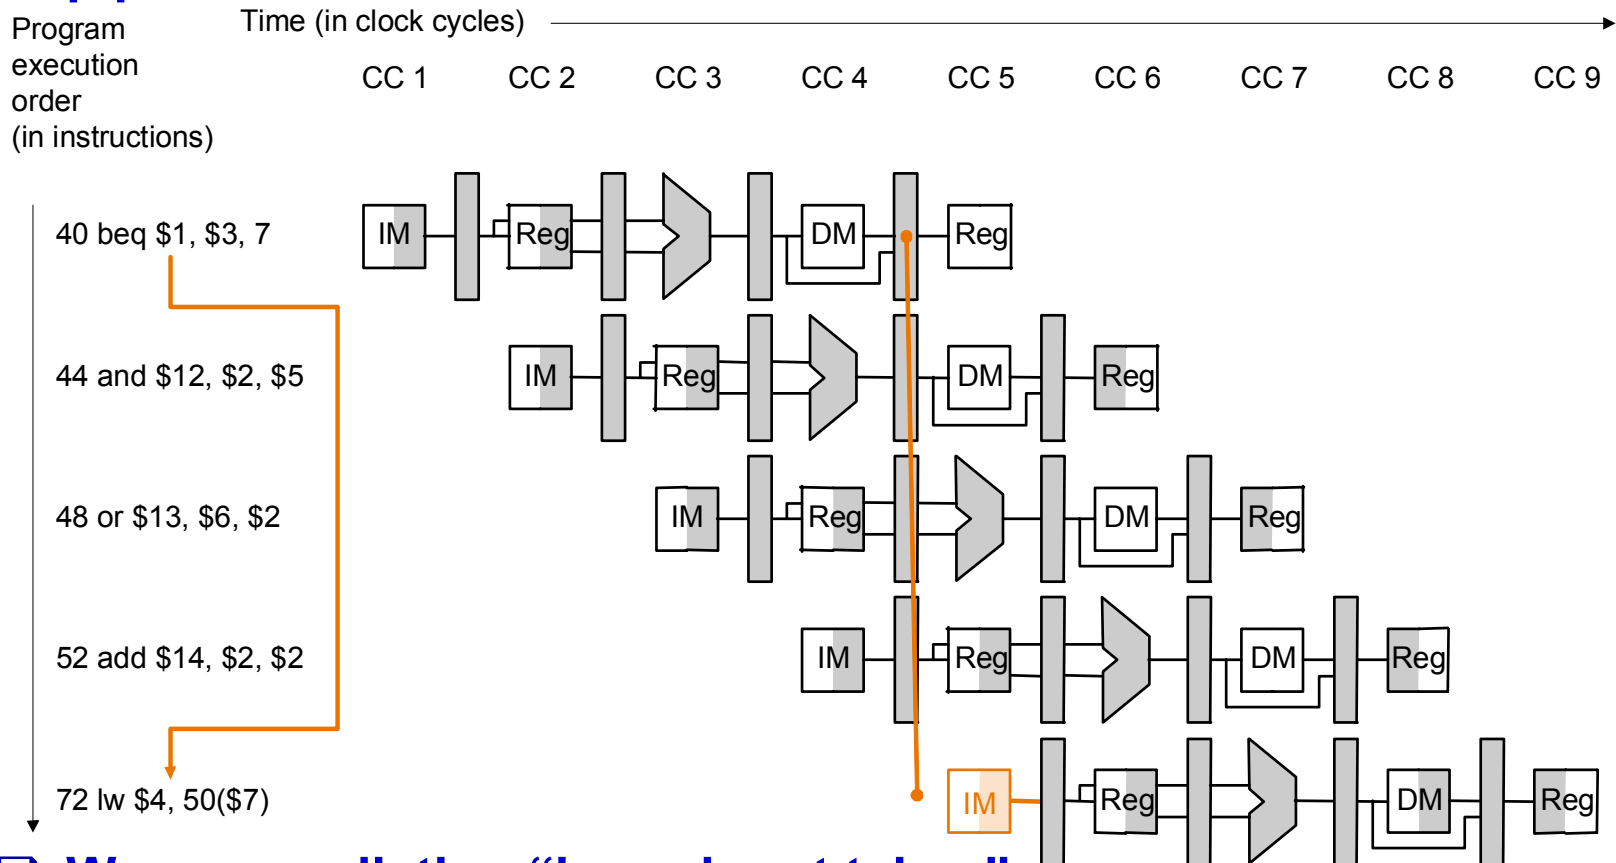 Time (in clock cycles)
Program
execution
order
(in instructions)
CC 1 CC 2 CC 3 CC 4 CC 5 CC 6 CC 7 CC 8 CC 9
40 beq $1, $3, 7 IM Reg DM Reg
44 and $12, $2, $5 IM Reg DM Reg
48 or $13, $6, $2 IM Reg DM Reg
52 add $14, $2, $2 IM Reg DM Reg
72 lw $4, 50($7) IM Reg DM Reg